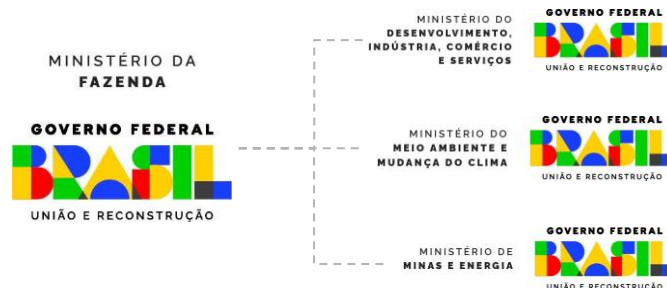 MINISTÉRIO DA
FAZENDA
GOVERNO FEDERAL
BRASIL
UNIÃO E RECONSTRUÇÃO
MINISTÉRIO DO
DESENVOLVIMENTO,
INDÚSTRIA, COMÉRCIO
E SERVIÇOS
GOVERNO FEDERAL
BRASIL
UNIÃO E RECONSTRUÇÃO
MINISTÉRIO DO
MEIO AMBIENTE E
MUDANÇA DO CLIMA
GOVERNO FEDERAL
BRASIL
UNIÃO E RECONSTRUÇÃO
MINISTÉRIO DE
MINAS E ENERGIA
GOVERNO FEDERAL
BRASIL
UNIÃO E RECONSTRUÇÃO